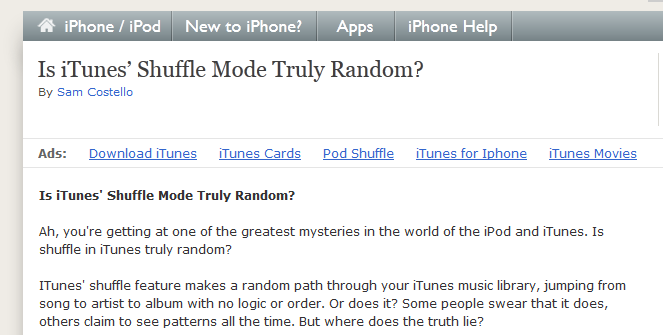 iPhone / iPod New to iPhone? Apps iPhone Help
Is iTunes’ Shuffle Mode Truly Random?
By Sam Costello
Ads: Download iTunes iTunes Cards Pod Shuffle iTunes for Iphone iTunes Movies
Is iTunes' Shuffle Mode Truly Random?
Ah, you're getting at one of the greatest mysteries in the world of the iPod and iTunes. Is
shuffle in iTunes truly random?
ITunes' shuffle feature makes a random path through your iTunes music library, jumping from
song to artist to album with no logic or order. Or does it? Some people swear that it does,
others claim to see patterns all the time. But where does the truth lie?